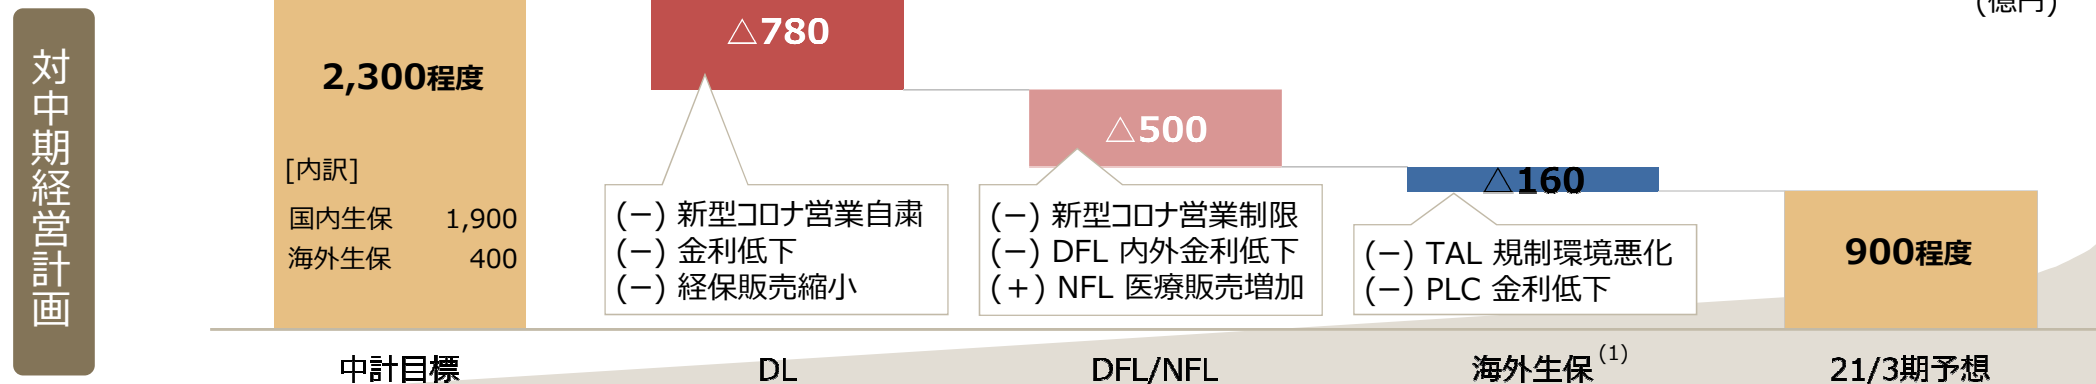 (億円)
対中期経営計画
2,300程度
[内訳]
国内生保 1,900
海外生保 400
△780
(－) 新型コロナ営業自粛
(－) 金利低下
(－) 経保販売縮小
△500
(－) 新型コロナ営業制限
(－) DFL 内外金利低下
(＋) NFL 医療販売増加
△160
(－) TAL 規制環境悪化
(－) PLC 金利低下
900程度
中計目標
DL
DFL/NFL
海外生保(1)
21/3期予想